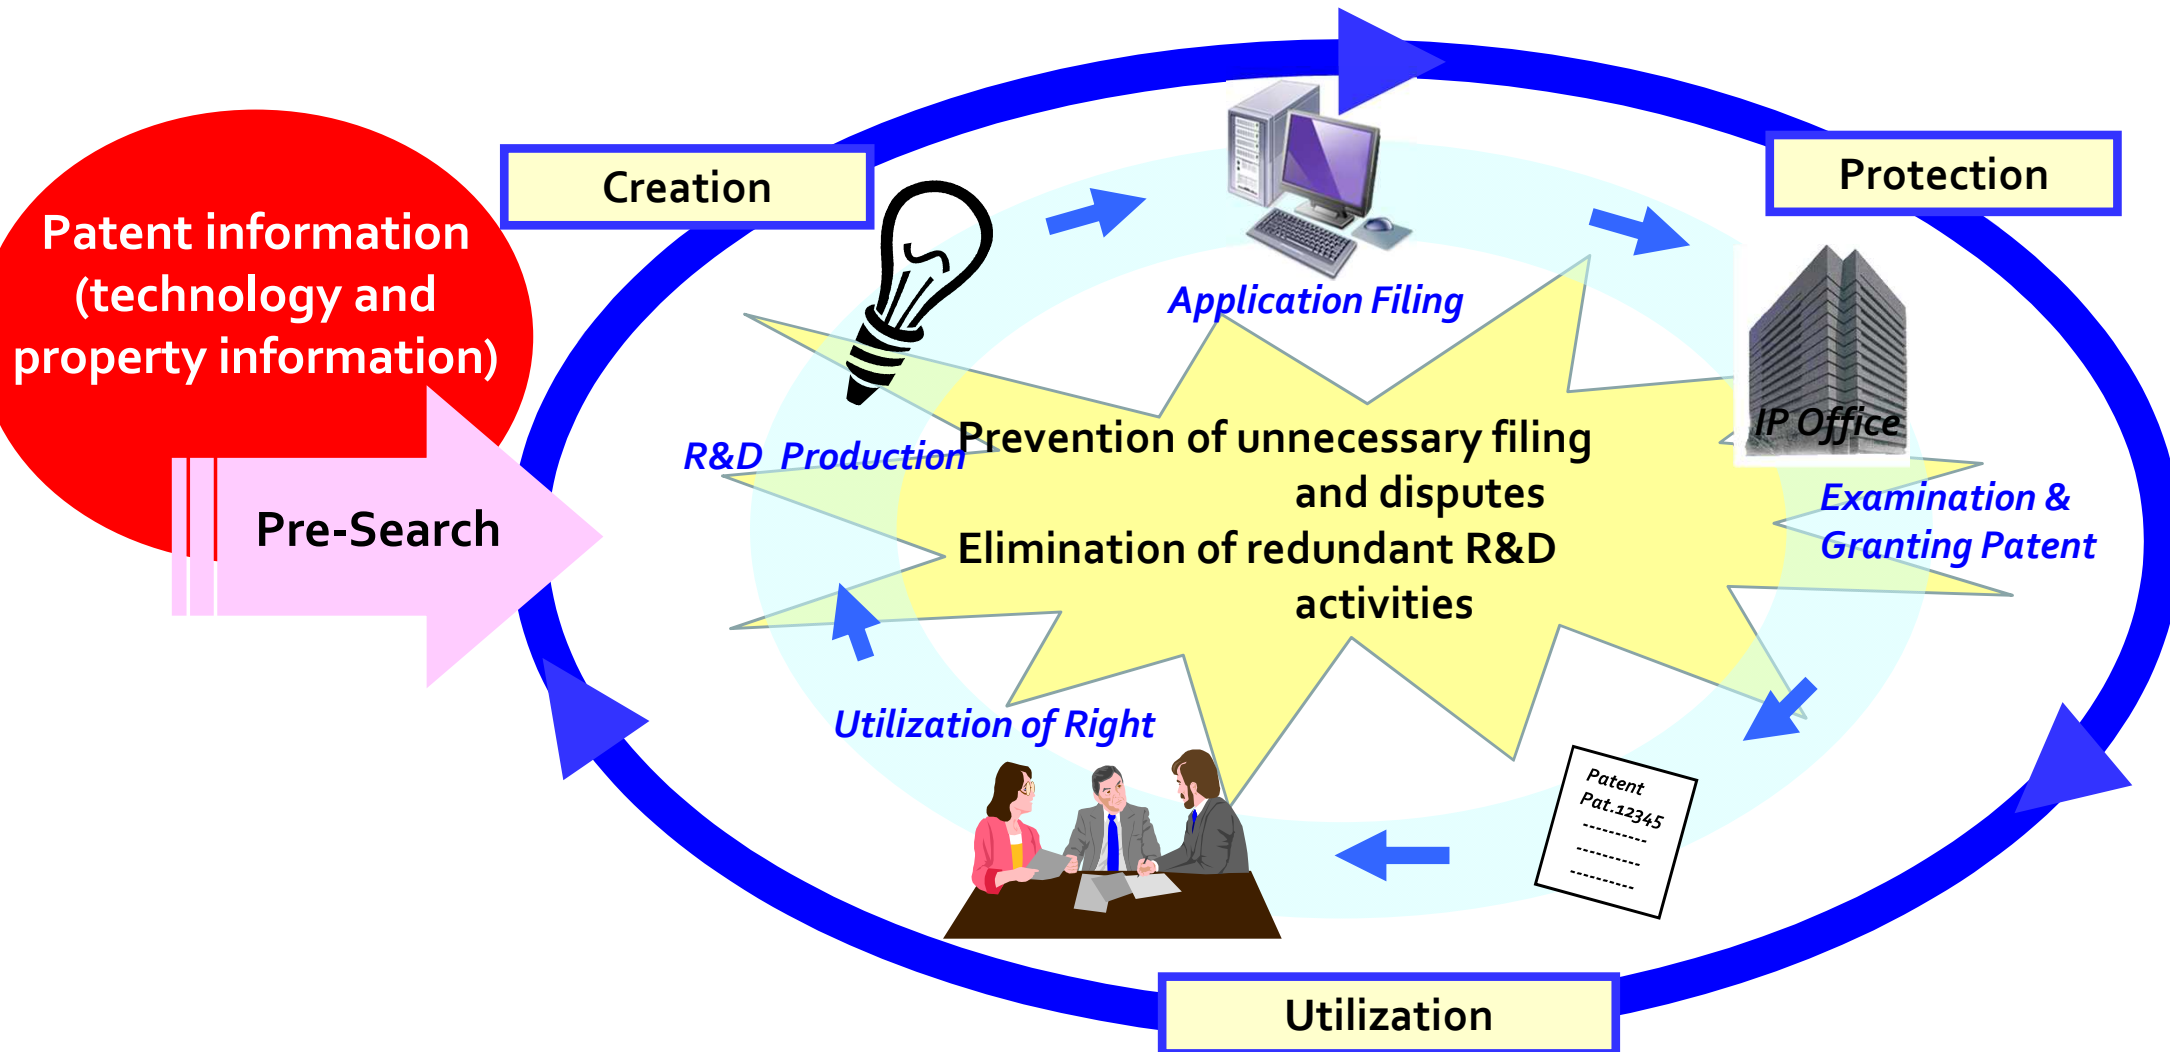 Creation
Protection
Patent information
(technology and
property information)
Pre-Search
Application Filing
IP Office
R&D  Production
Prevention of unnecessary filing
and disputes
Elimination of redundant R&D
activities
Examination &
Granting Patent
Utilization of Right
Patent
Pat.12345
----------
----------
----------
Utilization